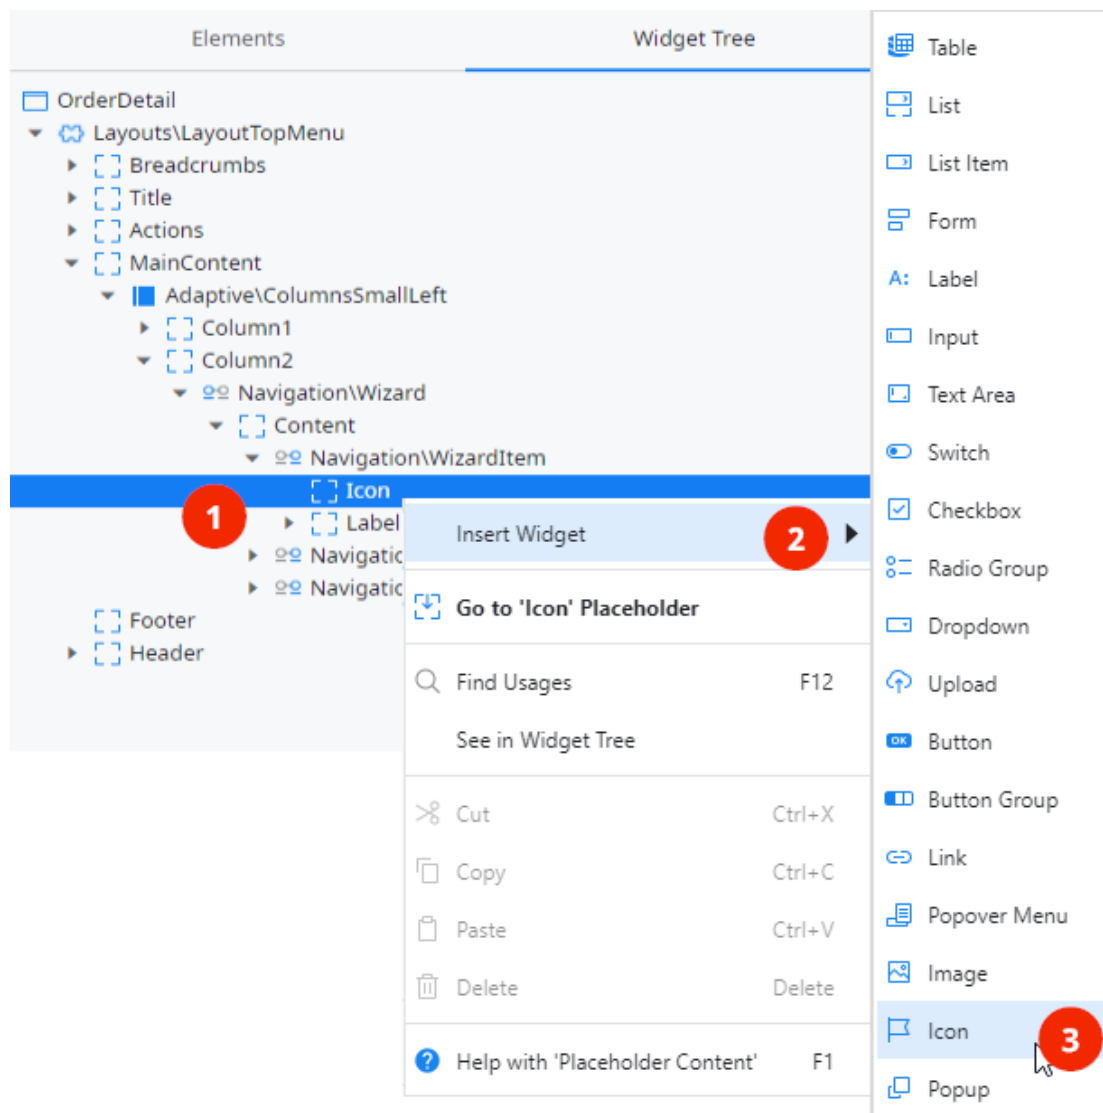 Elements
Widget Tree
OrderDetail
Layouts\LayoutTopMenu
Breadcrumbs
Title
Actions
MainContent
Adaptive\ColumnsSmallLeft
Column1
Column2
Navigation\Wizard
Content
Navigation\WizardItem
Icon
1
Label
Navigatic
Navigatic
Footer
Header
Insert Widget
2
Go to 'Icon' Placeholder
Find Usages F12
See in Widget Tree
Cut Ctrl+X
Copy Ctrl+C
Paste Ctrl+V
Delete Delete
? Help with 'Placeholder Content' F1
Table
List
List Item
Form
A: Label
Input
Text Area
Switch
Checkbox
Radio Group
Dropdown
Upload
OK Button
Button Group
Link
Popover Menu
Image
Icon
3
Popup